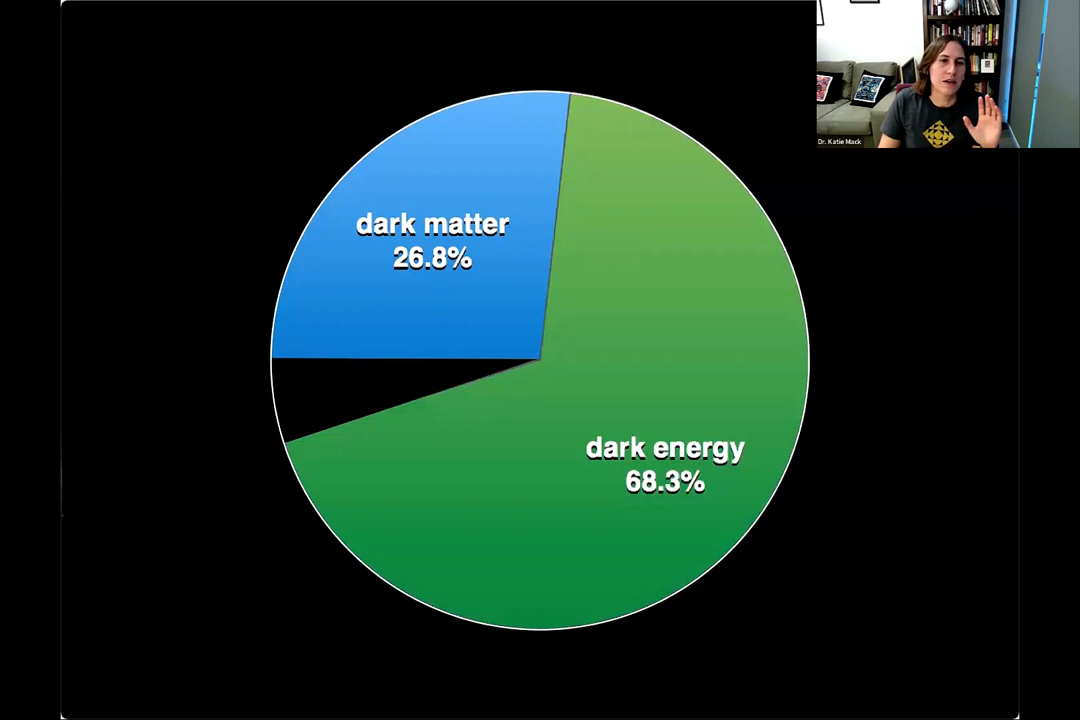 Dr. Katie Mack
dark matter
26.8%
dark energy
68.3%